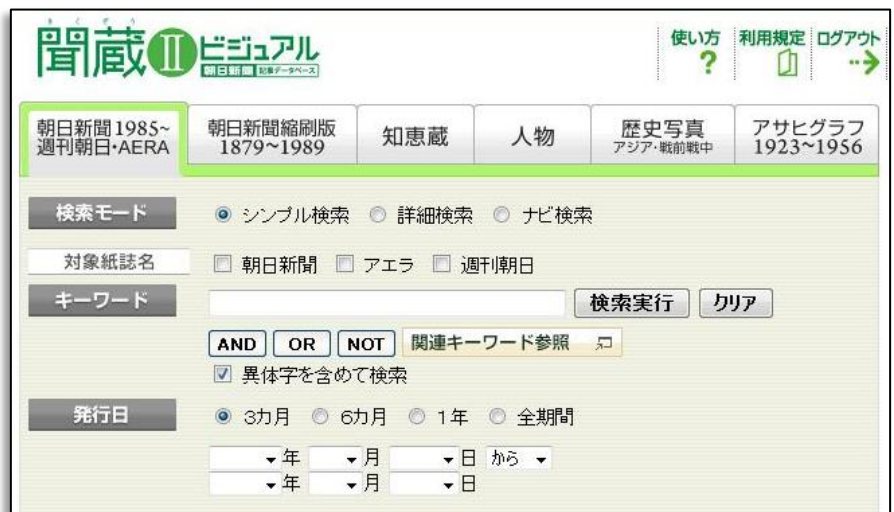 きくぞう
聞蔵Ⅱビジュアル
朝日新聞記事データベース
使い方 利用規定 ログアウト
?
朝日新聞1985~
週刊朝日・AERA
朝日新聞縮刷版
1879~1989
知恵蔵
人物
歴史写真
アジア・戦前戦中
アサヒグラフ
1923~1956
検索モード シンプル検索 詳細検索 ナビ検索
対象紙誌名 朝日新聞 アエラ 週刊朝日
キーワード 検索実行 クリア
AND OR NOT 関連キーワード参照
異体字を含めて検索
発行日 3カ月 6カ月 1年 全期間
年 月 日 から
年 月 日